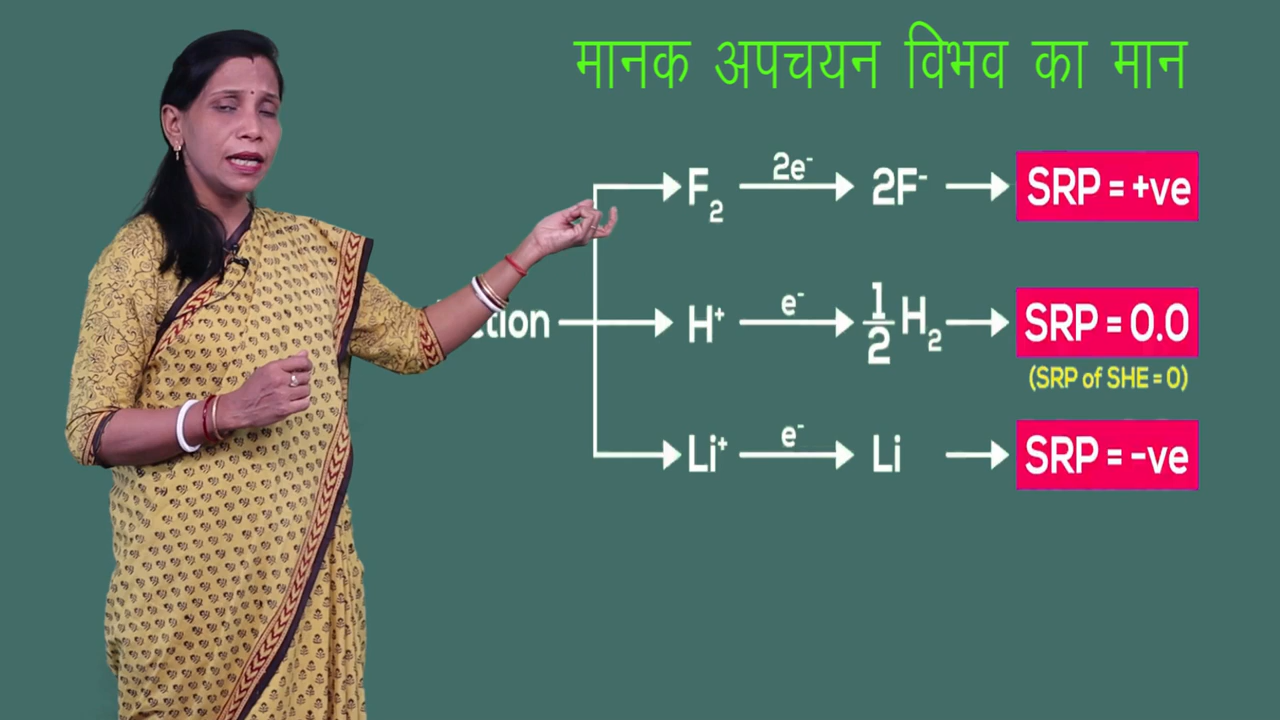 मानक अपचयन विभव का मान
F₂ 2e⁻ 2F⁻ SRP = +ve
H⁺ e⁻ 1/2 H₂ SRP = 0.0
(SRP of SHE = 0)
Li⁺ e⁻ Li SRP = -ve